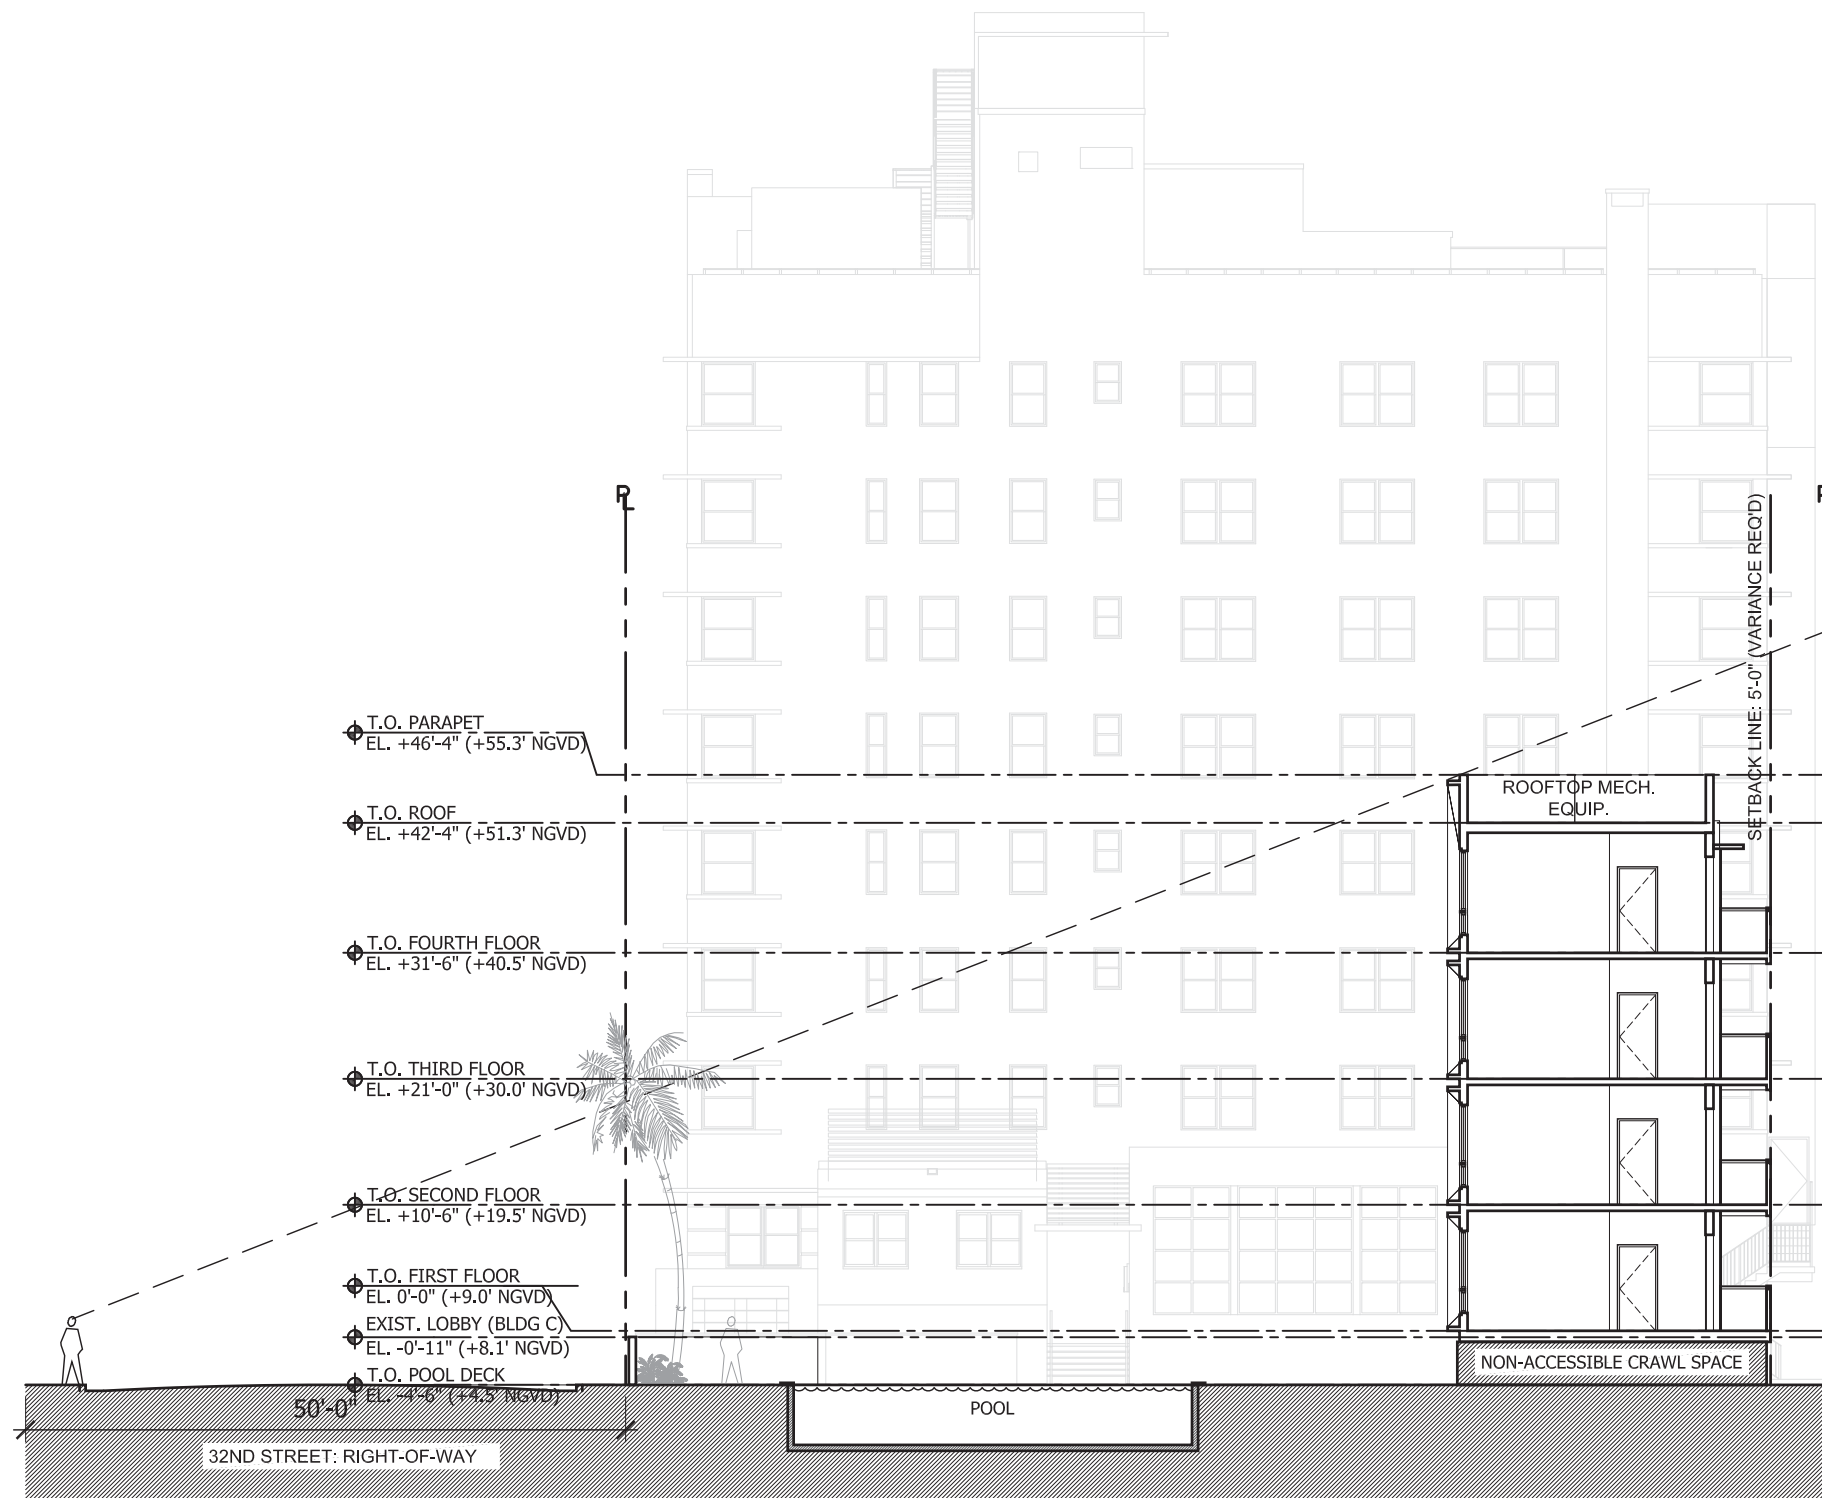 PL
P
SETBACK LINE: 5'-0" (VARIANCE REQ'D)
T.O. PARAPET
EL. +46'-4" (+55.3' NGVD)
ROOFTOP MECH.
EQUIP.
T.O. ROOF
EL. +42'-4" (+51.3' NGVD)
T.O. FOURTH FLOOR
EL. +31'-6" (+40.5' NGVD)
T.O. THIRD FLOOR
EL. +21'-0" (+30.0' NGVD)
T.O. SECOND FLOOR
EL. +10'-6" (+19.5' NGVD)
T.O. FIRST FLOOR
EL. 0'-0" (+9.0' NGVD)
EXIST. LOBBY (BLDG C)
EL. -0'-11" (+8.1' NGVD)
NON-ACCESSIBLE CRAWL SPACE
T.O. POOL DECK
EL. -4'-6" (+4.5' NGVD)
50'-0"
POOL
32ND STREET: RIGHT-OF-WAY